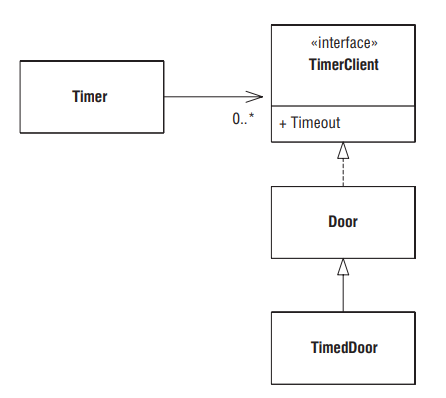 «interface»
TimerClient
Timer
0..*
+ Timeout
Door
TimedDoor